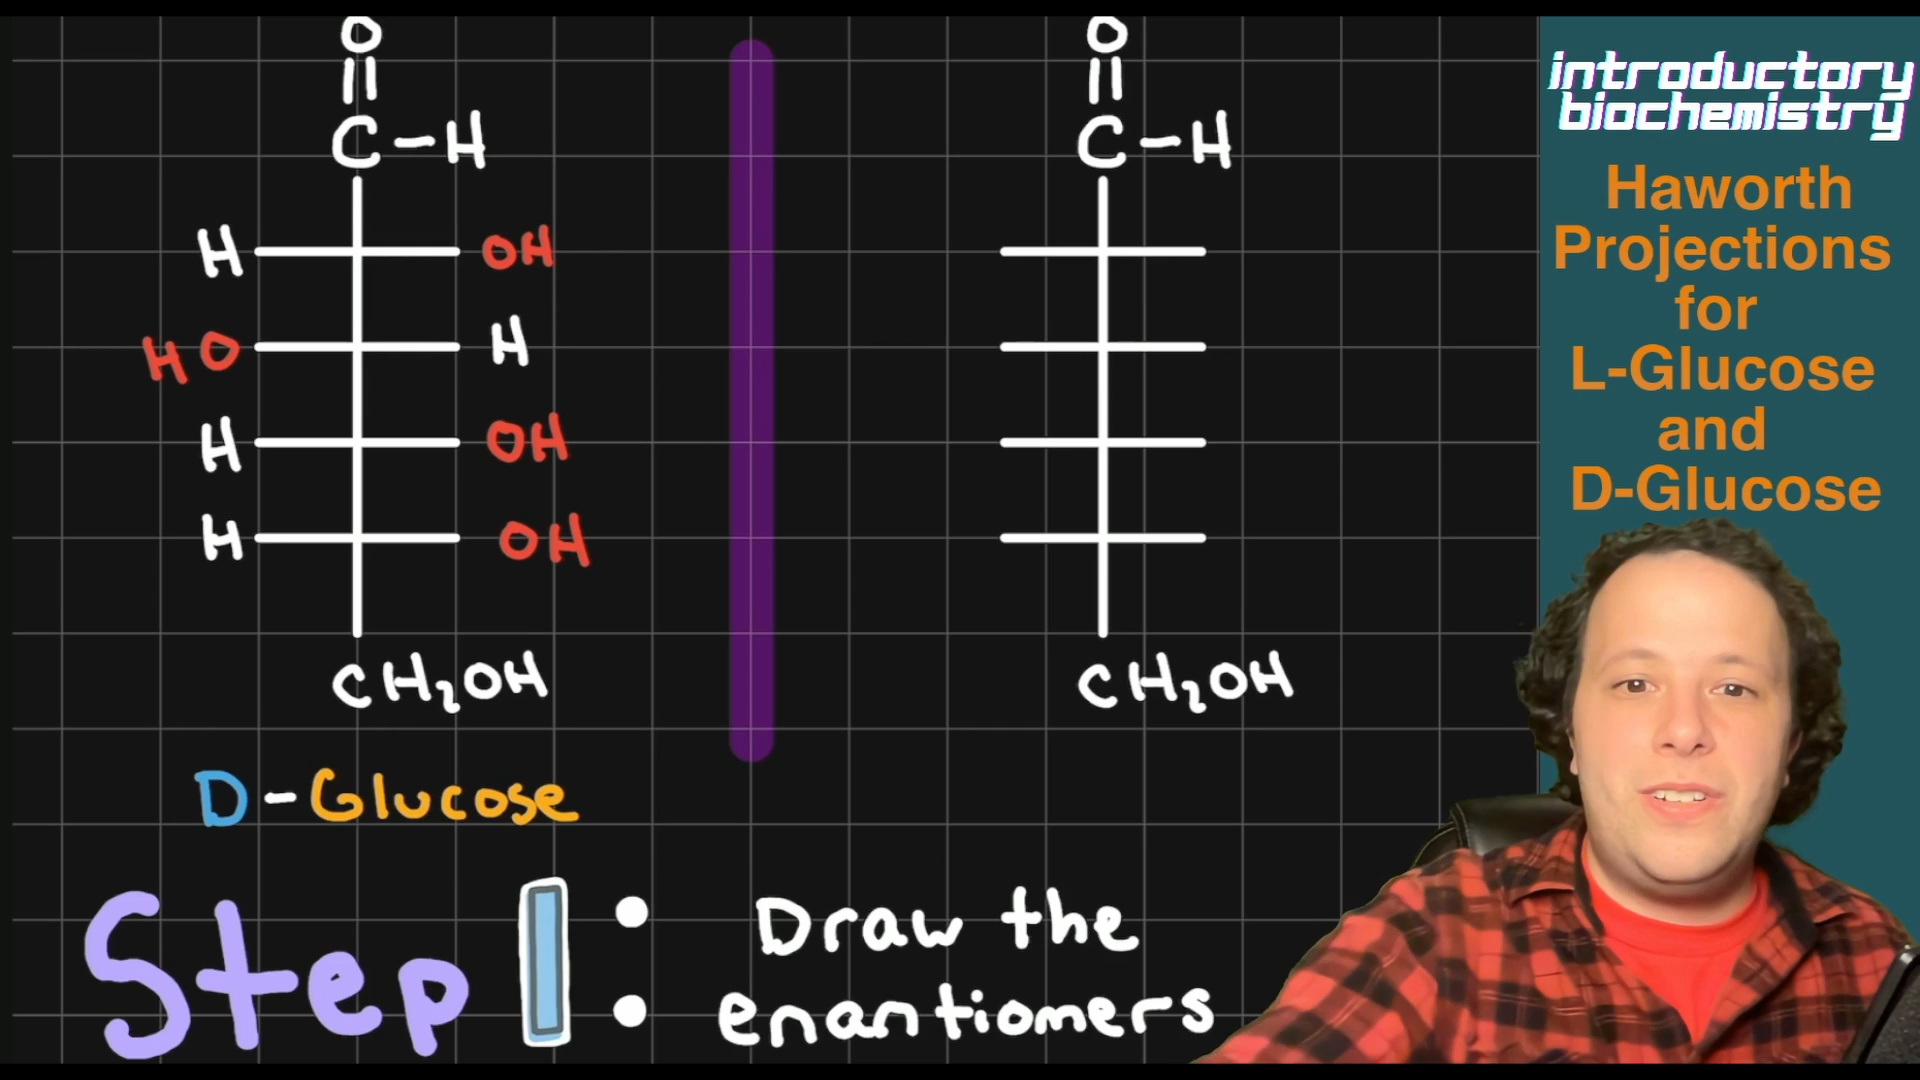 O O
C-H C-H
H OH
HO H
H OH
H OH
CH₂OH CH₂OH
D-Glucose
Step 1: Draw the
enantiomers
introductory
biochemistry
Haworth
Projections
for
L-Glucose
and
D-Glucose